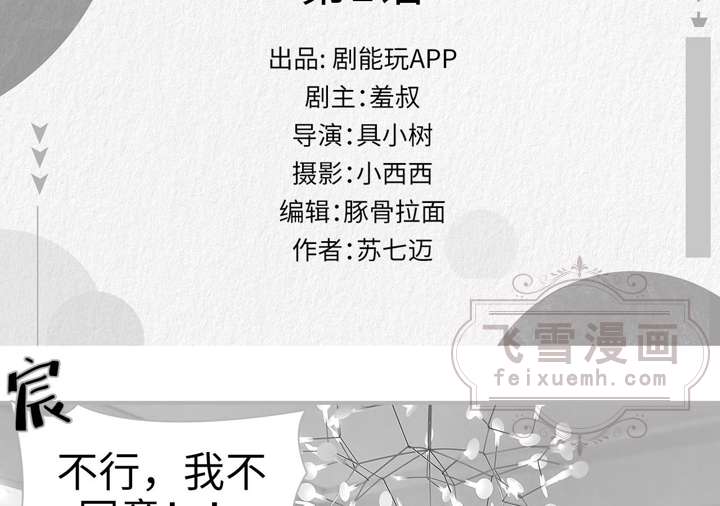 出品: 剧能玩APP
剧主:羞叔
导演:具小树
摄影:小西西
编辑:豚骨拉面
作者:苏七迈
飞雪漫画
feixuemh.com
宸
不行，我不